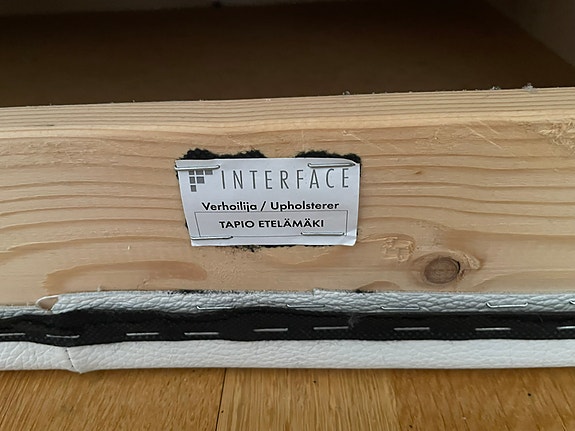 INTERFACE
Verhoilija / Upholsterer
TAPIO ETELÄMÄKI